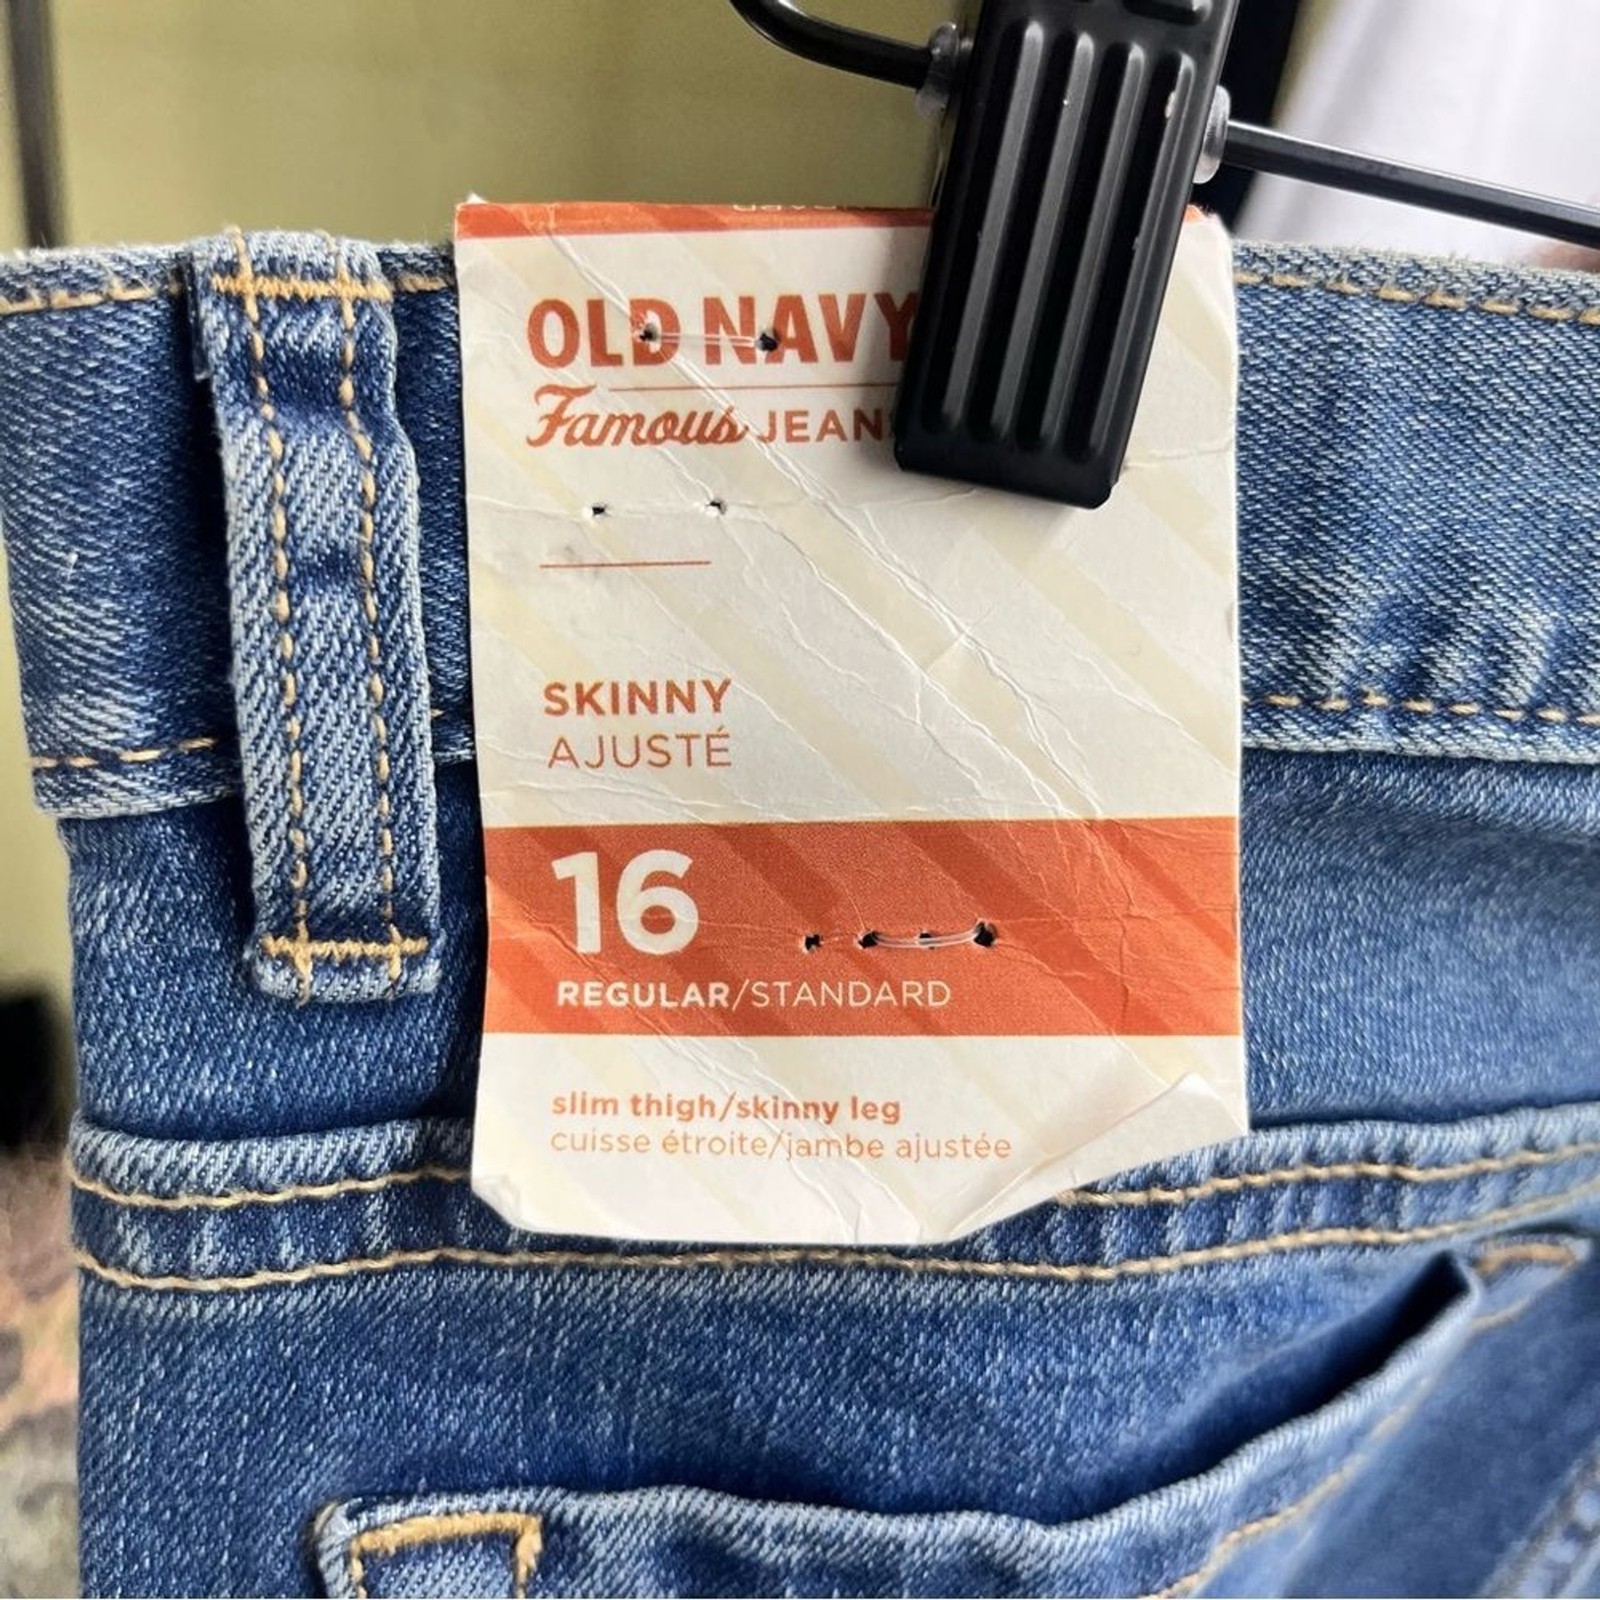 OLD NAVY
Famous JEAN
SKINNY
AJUSTÉ
16
REGULAR/STANDARD
slim thigh/skinny leg
cuisse étroite/jambe ajustée